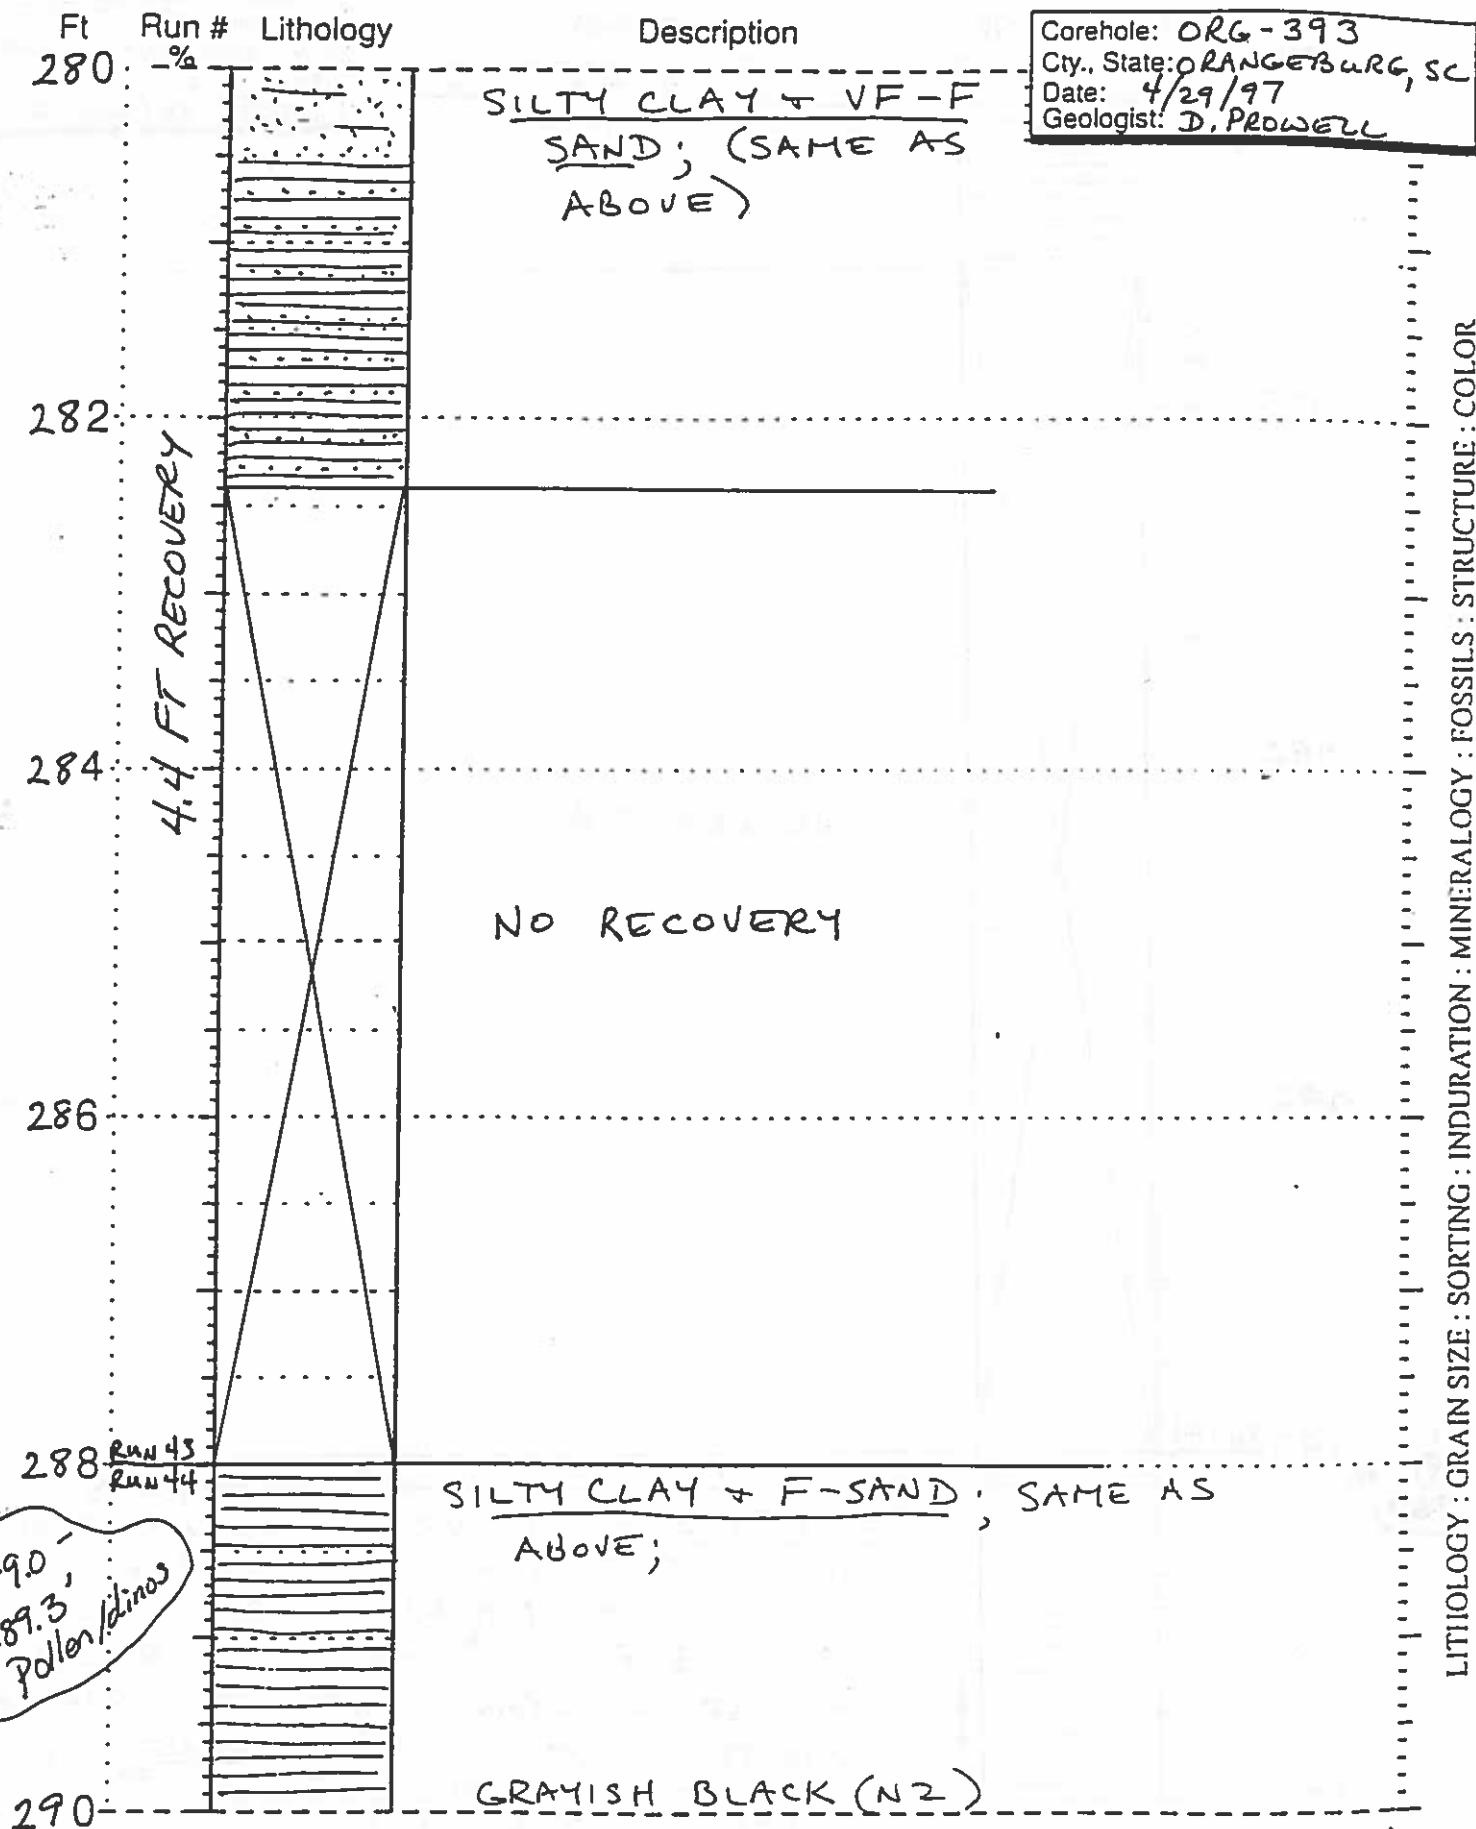 Ft Run # Lithology Description
-%
Corehole: ORG-393
Cty., State: ORANGEBURG, SC
Date: 4/29/97
Geologist: D. PROWELL
280
SILTY CLAY + VF-F
SAND; (SAME AS
ABOVE)
282
4.4 FT RECOVERY
284
NO RECOVERY
286
288
RUN 43
RUN 44
SILTY CLAY + F-SAND; SAME AS
ABOVE;
9.0'
89.3'
Pollen/dinos
GRAYISH BLACK (N2)
290
LITHOLOGY : GRAIN SIZE : SORTING : INDURATION : MINERALOGY : FOSSILS : STRUCTURE : COLOR